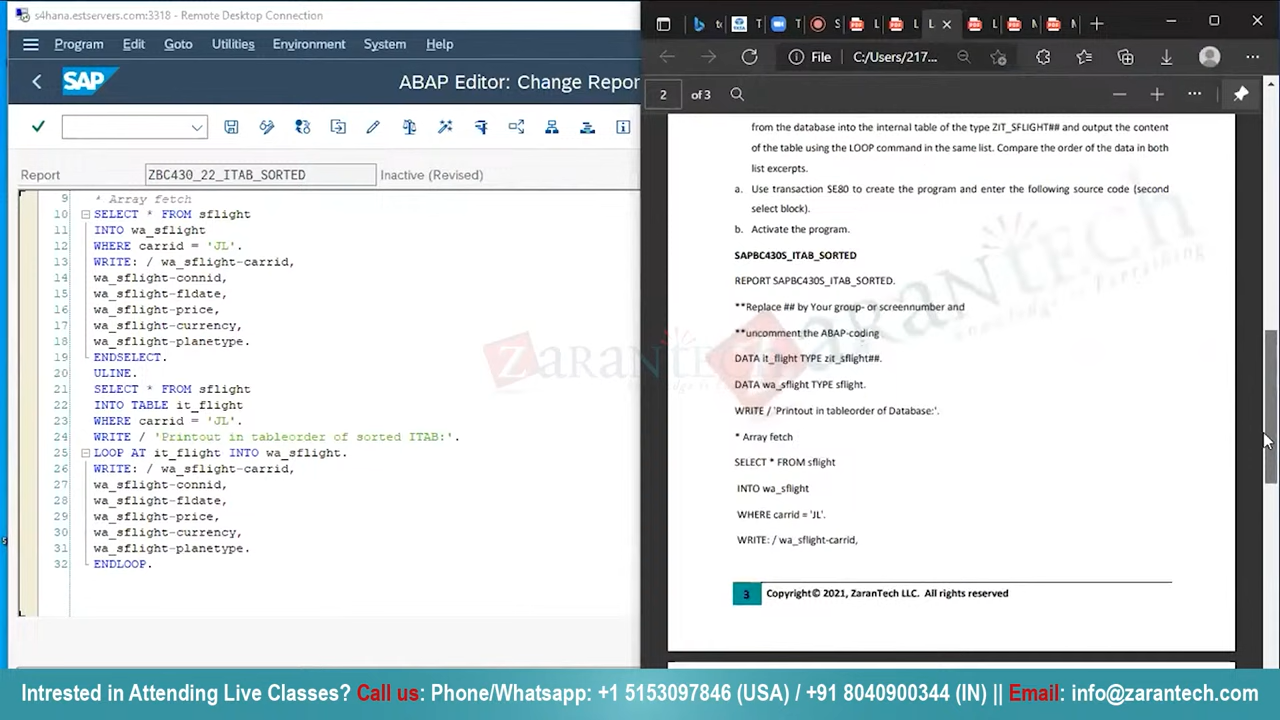 s4hana.estservers.com:3318 - Remote Desktop Connection
Program Edit Goto Utilities Environment System Help
SAP ABAP Editor: Change Repor
Report ZBC430_22_ITAB_SORTED Inactive (Revised)
9 * Array fetch
10 SELECT * FROM sflight
11 INTO wa_sflight
12 WHERE carrid = 'JL'.
13 WRITE: / wa_sflight-carrid,
14 wa_sflight-connid,
15 wa_sflight-fldate,
16 wa_sflight-price,
17 wa_sflight-currency,
18 wa_sflight-planetype.
19 ENDSELECT.
20 ULINE.
21 SELECT * FROM sflight
22 INTO TABLE it_flight
23 WHERE carrid = 'JL'.
24 WRITE / 'Printout in tableorder of sorted ITAB:'.
25 LOOP AT it_flight INTO wa_sflight.
26 WRITE: / wa_sflight-carrid,
27 wa_sflight-connid,
28 wa_sflight-fldate,
29 wa_sflight-price,
30 wa_sflight-currency,
31 wa_sflight-planetype.
32 ENDLOOP.
File C:/Users/217...
2 of 3
from the database into the internal table of the type ZIT_SFLIGHT## and output the content
of the table using the LOOP command in the same list. Compare the order of the data in both
list excerpts.
a. Use transaction SE80 to create the program and enter the following source code (second
select block).
b. Activate the program.
SAPBC430S_ITAB_SORTED
REPORT SAPBC430S_ITAB_SORTED.
**Replace ## by Your group- or screennumber and
**uncomment the ABAP-coding
DATA it_flight TYPE zit_sflight##.
DATA wa_sflight TYPE sflight.
WRITE / 'Printout in tableorder of Database:'.
* Array fetch
SELECT * FROM sflight
INTO wa_sflight
WHERE carrid = 'JL'.
WRITE: / wa_sflight-carrid,
3 Copyright© 2021, ZaranTech LLC. All rights reserved
ZARANTECH
ZARANTECH
Intrested in Attending Live Classes? Call us: Phone/Whatsapp: +1 5153097846 (USA) / +91 8040900344 (IN) || Email: info@zarantech.com